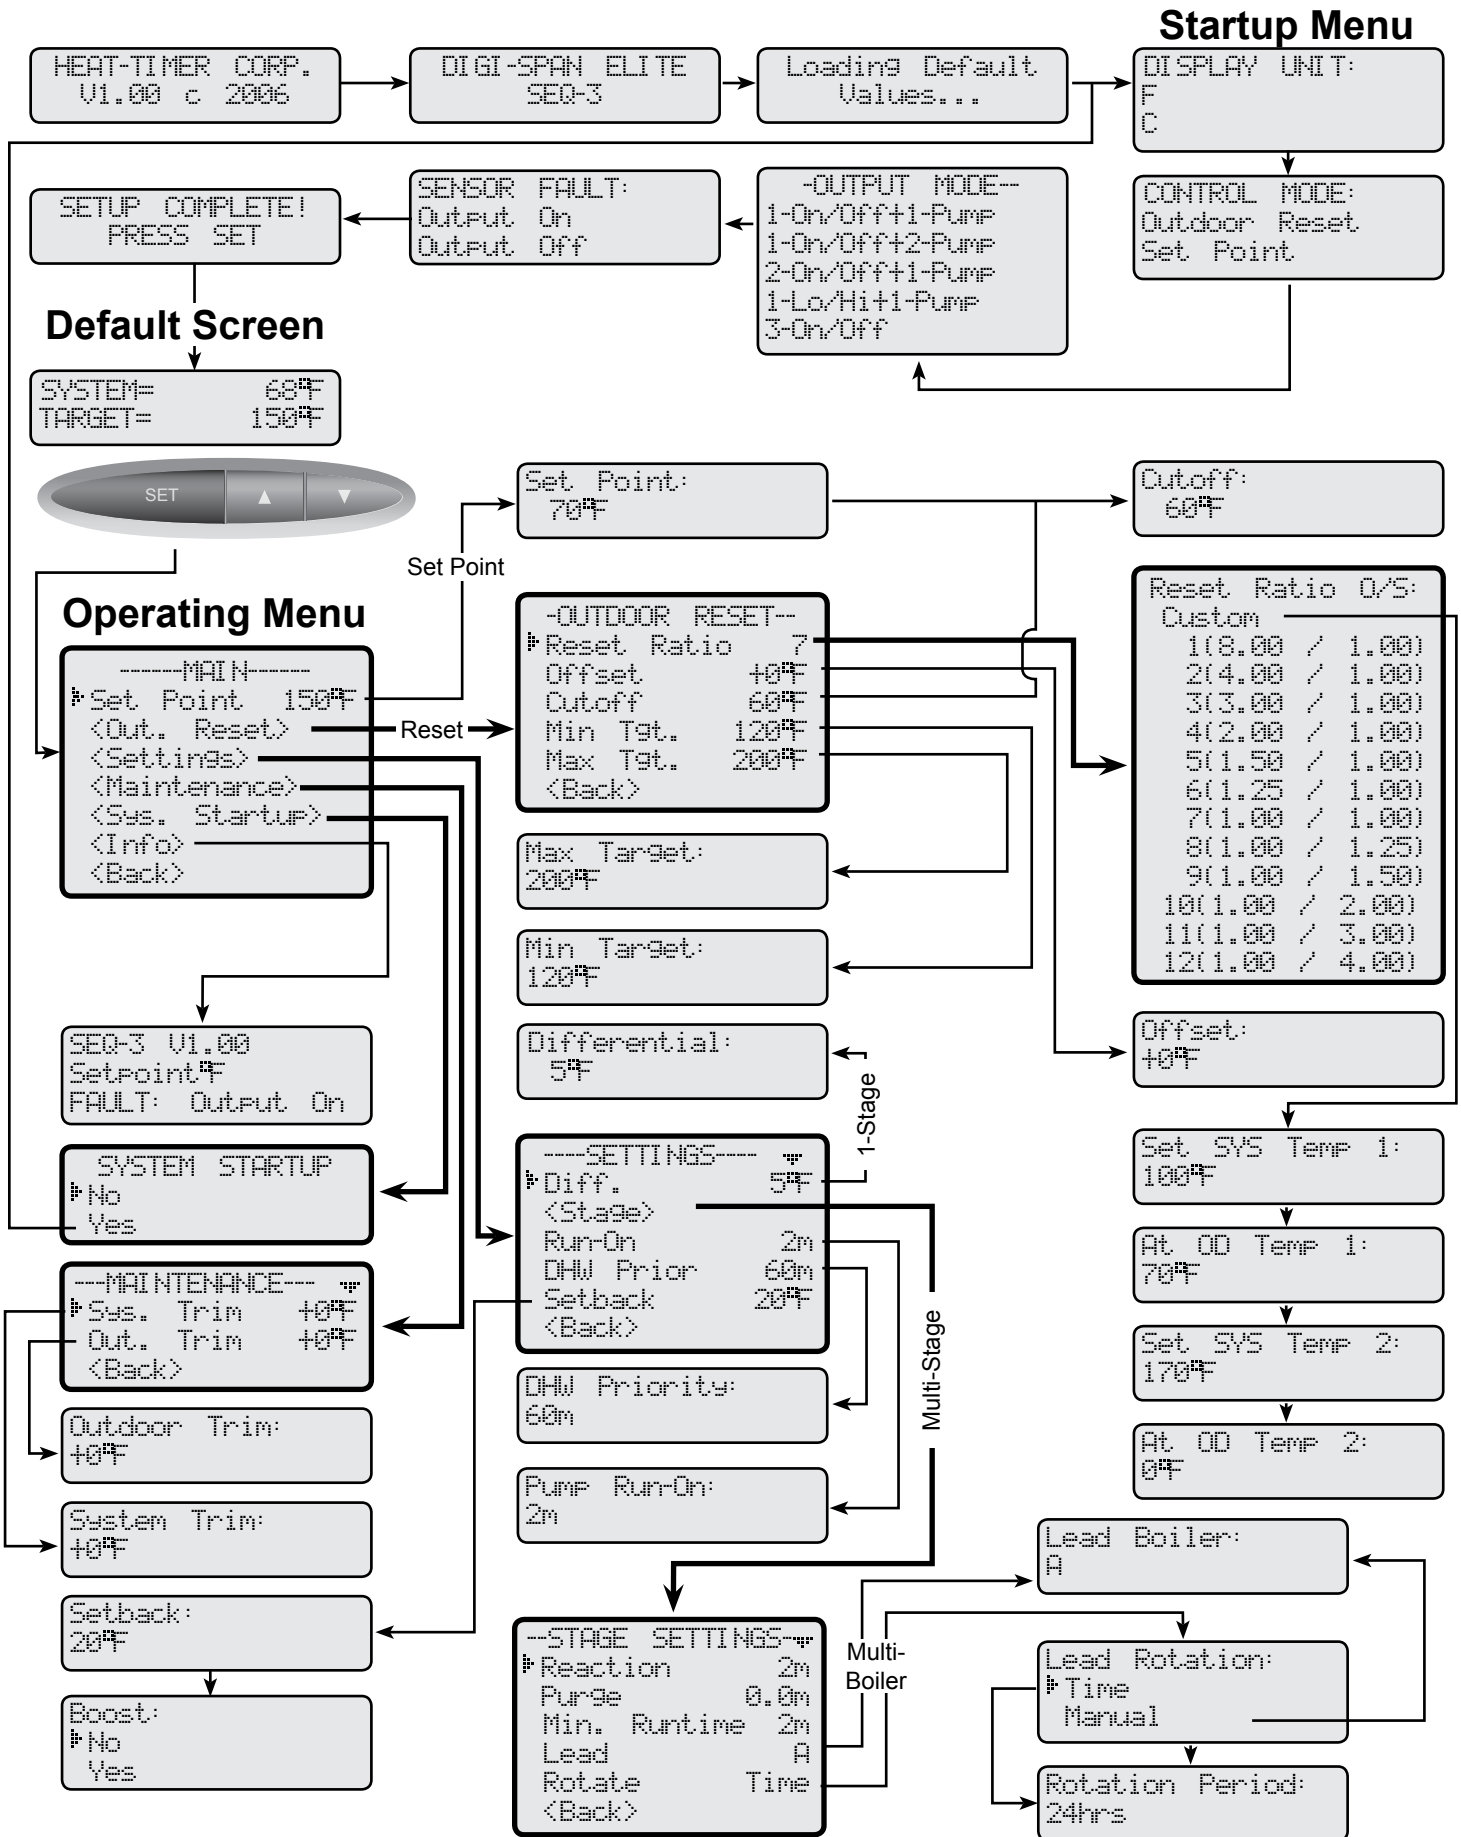 Startup Menu
HEAT-TIMER CORP.
V1.00 c 2006
DIGI-SPAN ELITE
SEQ-3
Loading Default
Values...
DISPLAY UNIT:
F
C
SETUP COMPLETE!
PRESS SET
SENSOR FAULT:
Output On
Output Off
-OUTPUT MODE--
1-On/Off+1-Pump
1-On/Off+2-Pump
2-On/Off+1-Pump
1-Lo/Hi+1-Pump
3-On/Off
CONTROL MODE:
Outdoor Reset
Set Point
Default Screen
SYSTEM= 68°F
TARGET= 150°F
SET ▲ ▼
Set Point:
70°F
Cutoff:
60°F
Set Point
Operating Menu
------MAIN------
Set Point 150°F
<Out. Reset>
<Settings>
<Maintenance>
<Sys. Startup>
<Info>
<Back>
Reset
-OUTDOOR RESET--
Reset Ratio 7
Offset +0°F
Cutoff 60°F
Min Tgt. 120°F
Max Tgt. 200°F
<Back>
Reset Ratio O/S:
Custom
1(8.00 / 1.00)
2(4.00 / 1.00)
3(3.00 / 1.00)
4(2.00 / 1.00)
5(1.50 / 1.00)
6(1.25 / 1.00)
7(1.00 / 1.00)
8(1.00 / 1.25)
9(1.00 / 1.50)
10(1.00 / 2.00)
11(1.00 / 3.00)
12(1.00 / 4.00)
Max Target:
200°F
Min Target:
120°F
Differential:
5°F
1-Stage
Offset:
+0°F
SEQ-3 V1.00
Setpoint°F
FAULT: Output On
SYSTEM STARTUP
No
Yes
---MAINTENANCE---
Sys. Trim +0°F
Out. Trim +0°F
<Back>
----SETTINGS----
Diff. 5°F
<Stage>
Run-On 2m
DHW Prior 60m
Setback 20°F
<Back>
Multi-Stage
Set SYS Temp 1:
100°F
At OD Temp 1:
70°F
Set SYS Temp 2:
170°F
At OD Temp 2:
0°F
DHW Priority:
60m
Pump Run-On:
2m
Outdoor Trim:
+0°F
System Trim:
+0°F
Setback:
20°F
Boost:
No
Yes
--STAGE SETTINGS-
Reaction 2m
Purge 0.0m
Min. Runtime 2m
Lead A
Rotate Time
<Back>
Multi-
Boiler
Lead Boiler:
A
Lead Rotation:
Time
Manual
Rotation Period:
24hrs